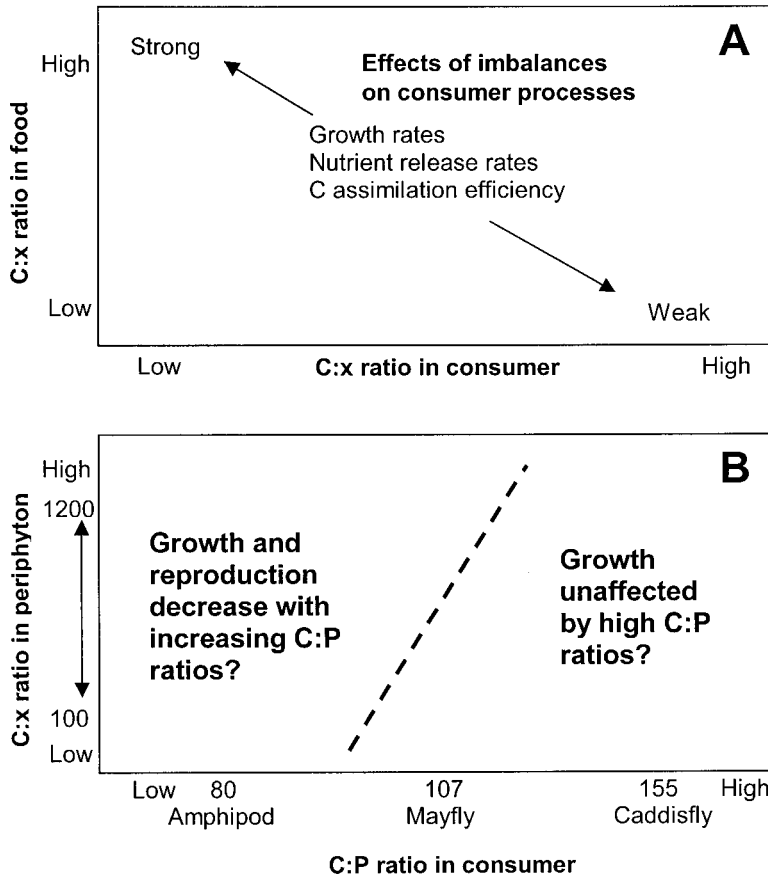 A
Strong
High
Effects of imbalances
on consumer processes
Growth rates
Nutrient release rates
C assimilation efficiency
C:x ratio in food
Low
Weak
Low
C:x ratio in consumer
High
B
High
1200
Growth and
reproduction
decrease with
increasing C:P
ratios?
Growth
unaffected
by high C:P
ratios?
C:x ratio in periphyton
100
Low
Low
80
107
155
High
Amphipod
Mayfly
Caddisfly
C:P ratio in consumer